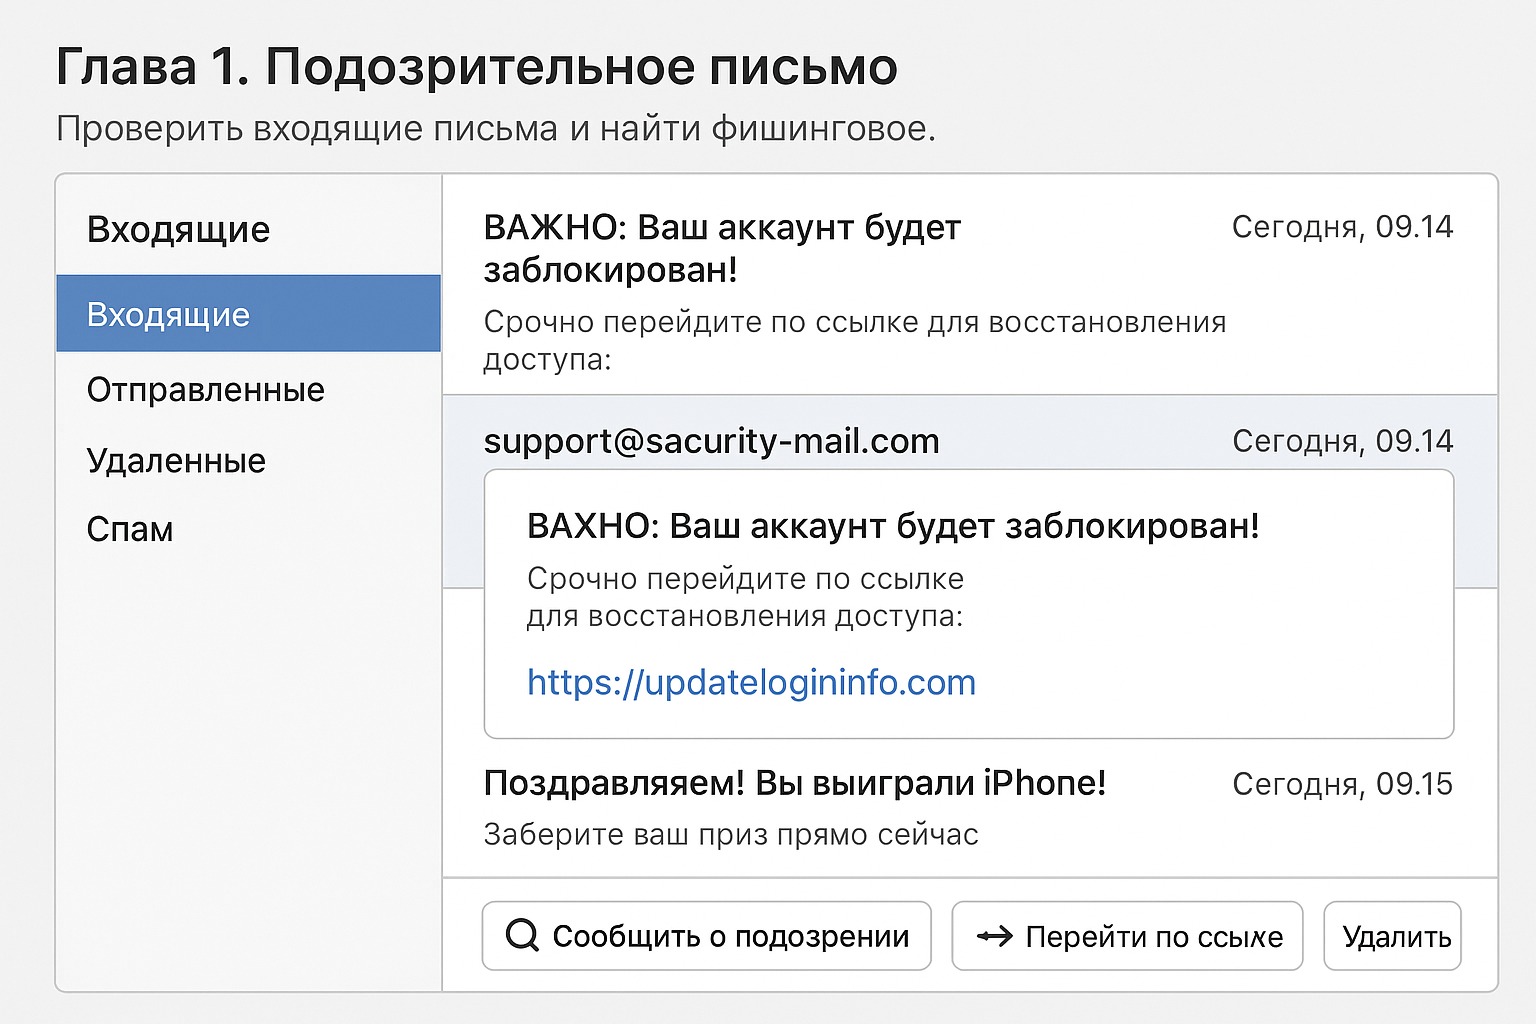 Глава 1. Подозрительное письмо
Проверить входящие письма и найти фишинговое.
Входящие
Входящие
Отправленные
Удаленные
Спам
ВАЖНО: Ваш аккаунт будет
заблокирован!
Сегодня, 09.14
Срочно перейдите по ссылке для восстановления
доступа:
support@sacurity-mail.com
Сегодня, 09.14
ВАХНО: Ваш аккаунт будет заблокирован!
Срочно перейдите по ссылке
для восстановления доступа:
https://updatelogininfo.com
Поздравляяем! Вы выиграли iPhone!
Сегодня, 09.15
Заберите ваш приз прямо сейчас
Сообщить о подозрении
Перейти по ссылке
Удалить